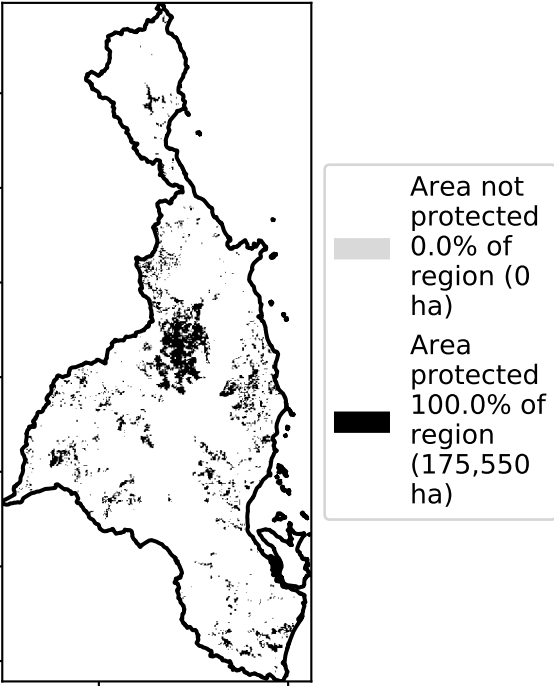 Area not
protected
0.0% of
region (0
ha)
Area
protected
100.0% of
region
(175,550
ha)